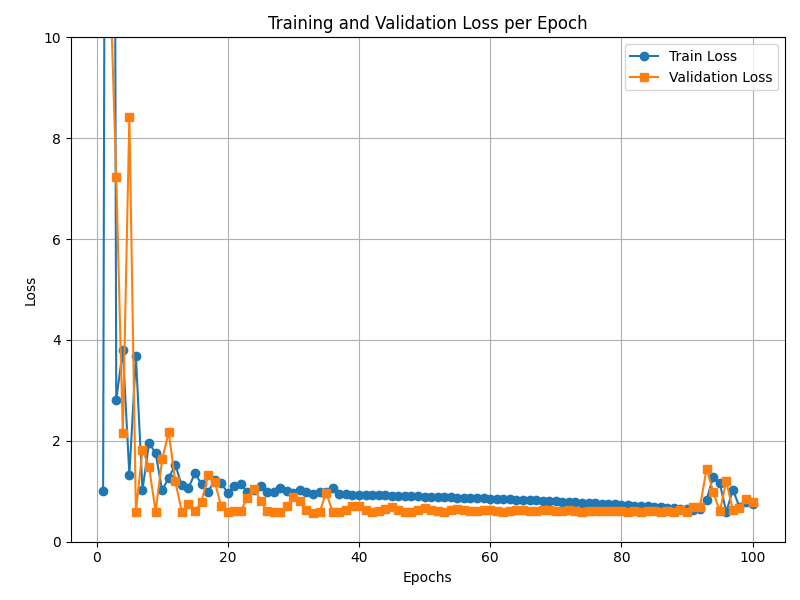 Training and Validation Loss per Epoch
10
Train Loss
Validation Loss
8
6
Loss
4
2
0
0 20 40 60 80 100
Epochs